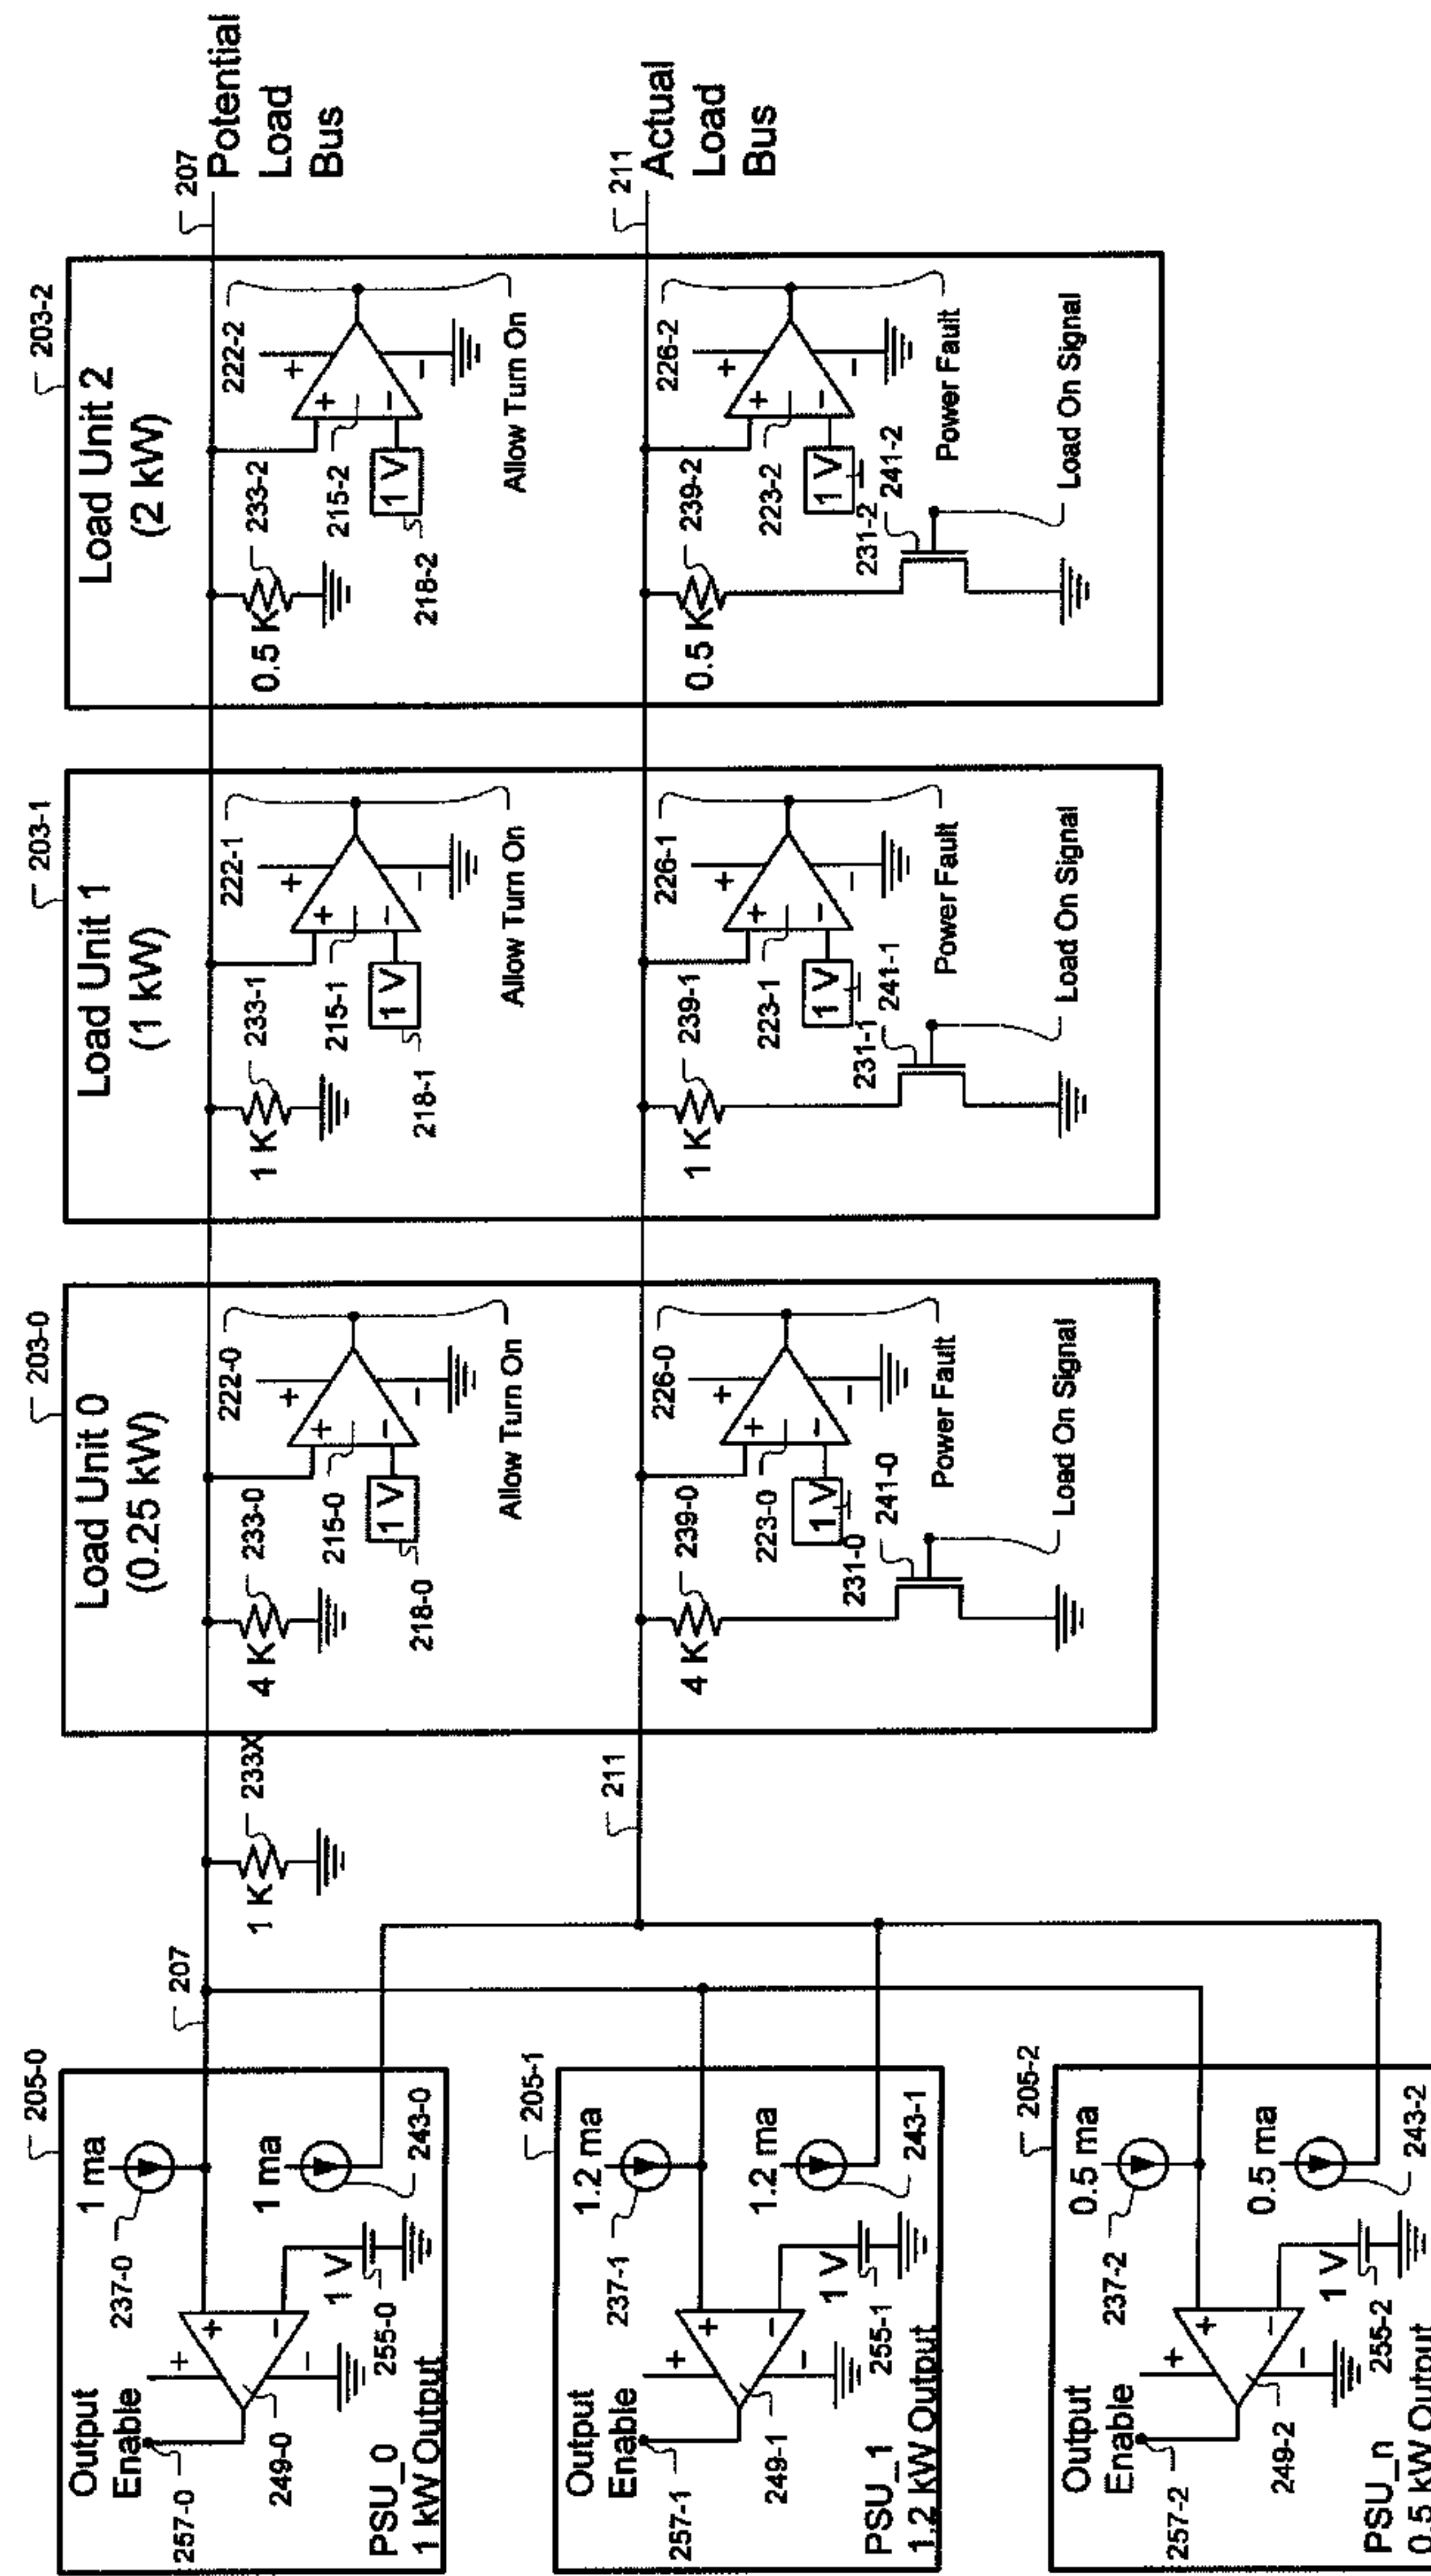 205-0
Output
Enable
257-0
237-0
1 ma
1 ma
243-0
249-0
1 V
255-0
PSU_0
1 kW Output
205-1
Output
Enable
257-1
237-1
1.2 ma
1.2 ma
243-1
249-1
1 V
255-1
PSU_1
1.2 kW Output
205-2
Output
Enable
257-2
237-2
0.5 ma
0.5 ma
243-2
249-2
1 V
255-2
PSU_n
0.5 kW Output
207
1 K
233X
211
203-0
Load Unit 0
(0.25 kW)
4 K
233-0
222-0
+
+
−
215-0
1 V
218-0
Allow Turn On
4 K
239-0
226-0
+
+
−
−
223-0
1 V
231-0
241-0
Power Fault
Load On Signal
203-1
Load Unit 1
(1 kW)
1 K
233-1
222-1
+
+
−
−
215-1
1 V
218-1
Allow Turn On
1 K
239-1
226-1
+
+
−
−
223-1
1 V
231-1
241-1
Power Fault
Load On Signal
203-2
Load Unit 2
(2 kW)
0.5 K
233-2
222-2
+
+
−
−
215-2
1 V
218-2
Allow Turn On
0.5 K
239-2
226-2
+
+
−
−
223-2
1 V
231-2
241-2
Power Fault
Load On Signal
207
Potential
Load
Bus
211
Actual
Load
Bus